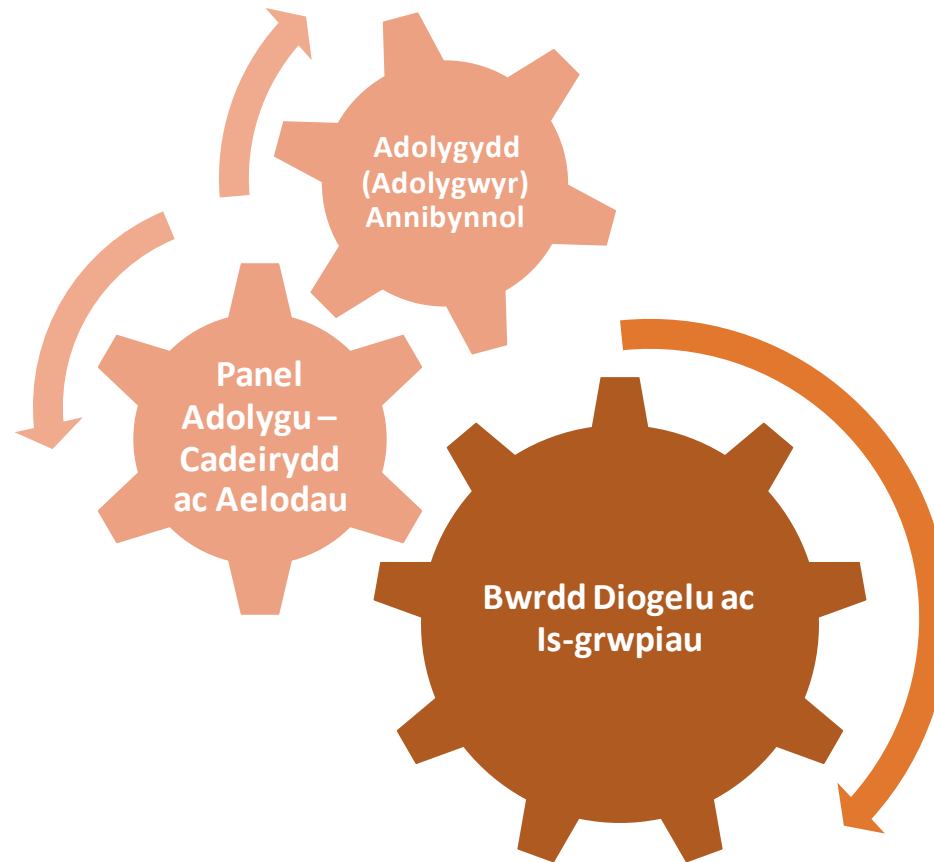 Adolygydd
(Adolygwyr)
Annibynnol
Panel
Adolygu –
Cadeirydd
ac Aelodau
Bwrdd Diogelu ac
Is-grwpiau